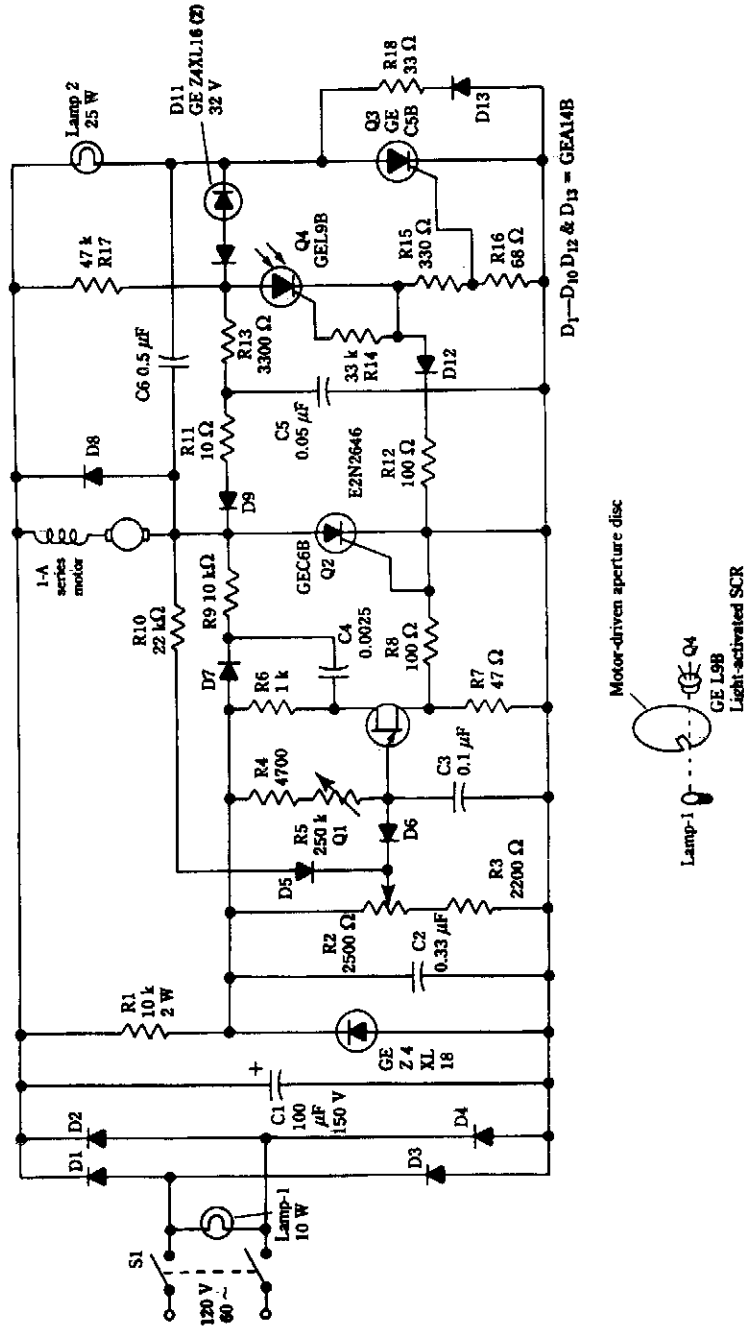 120 V
60 ~
S1
Lamp-1
10 W
D1
D2
D3
D4
C1
100
μF
150 V
+
R1
10 k
2 W
GE
Z 4
XL
18
C2
0.33 μF
R2
2500 Ω
R3
2200 Ω
D5
D6
R4
4700
R5
250 k
Q1
C3
0.1 μF
R6
1 k
R7
47 Ω
D7
C4
0.0025
R8
100 Ω
R9 10 kΩ
R10
22 kΩ
1-A
series
motor
D8
GEC6B
Q2
E2N2646
D9
R11
10 Ω
C5
0.05 μF
C6 0.5 μF
R12
100 Ω
D12
R13
3300 Ω
33 k
R14
47 k
R17
Q4
GEL9B
R15
330 Ω
R16
68 Ω
D11
GE Z4XL16 (2)
32 V
Lamp 2
25 W
Q3
GE
C5B
R18
33 Ω
D13
D1—D10 D12 & D13 = GEA14B
Motor-driven aperture disc
Lamp-1
Q4
GE L9B
Light-activated SCR